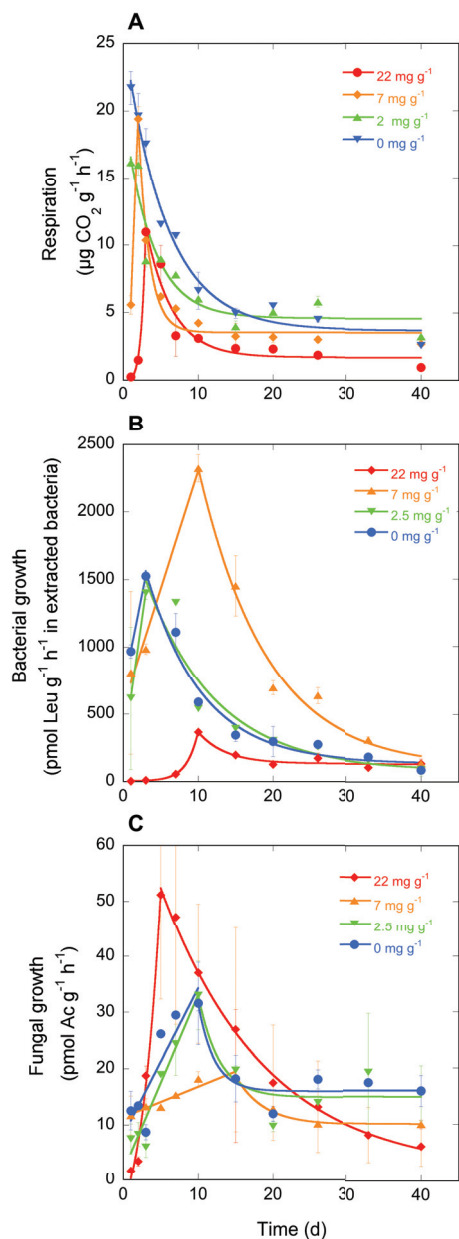 A
25
22 mg g⁻¹
7 mg g⁻¹
20
2 mg g⁻¹
0 mg g⁻¹
15
Respiration
(µg CO₂ g⁻¹ h⁻¹)
10
5
0
0 10 20 30 40
B
2500
22 mg g⁻¹
7 mg g⁻¹
2000
2.5 mg g⁻¹
0 mg g⁻¹
1500
Bacterial growth
(pmol Leu g⁻¹ h⁻¹ in extracted bacteria)
1000
500
0
0 10 20 30 40
C
60
22 mg g⁻¹
50
7 mg g⁻¹
2.5 mg g⁻¹
40
0 mg g⁻¹
Fungal growth
(pmol Ac g⁻¹ h⁻¹)
30
20
10
0
0 10 20 30 40
Time (d)